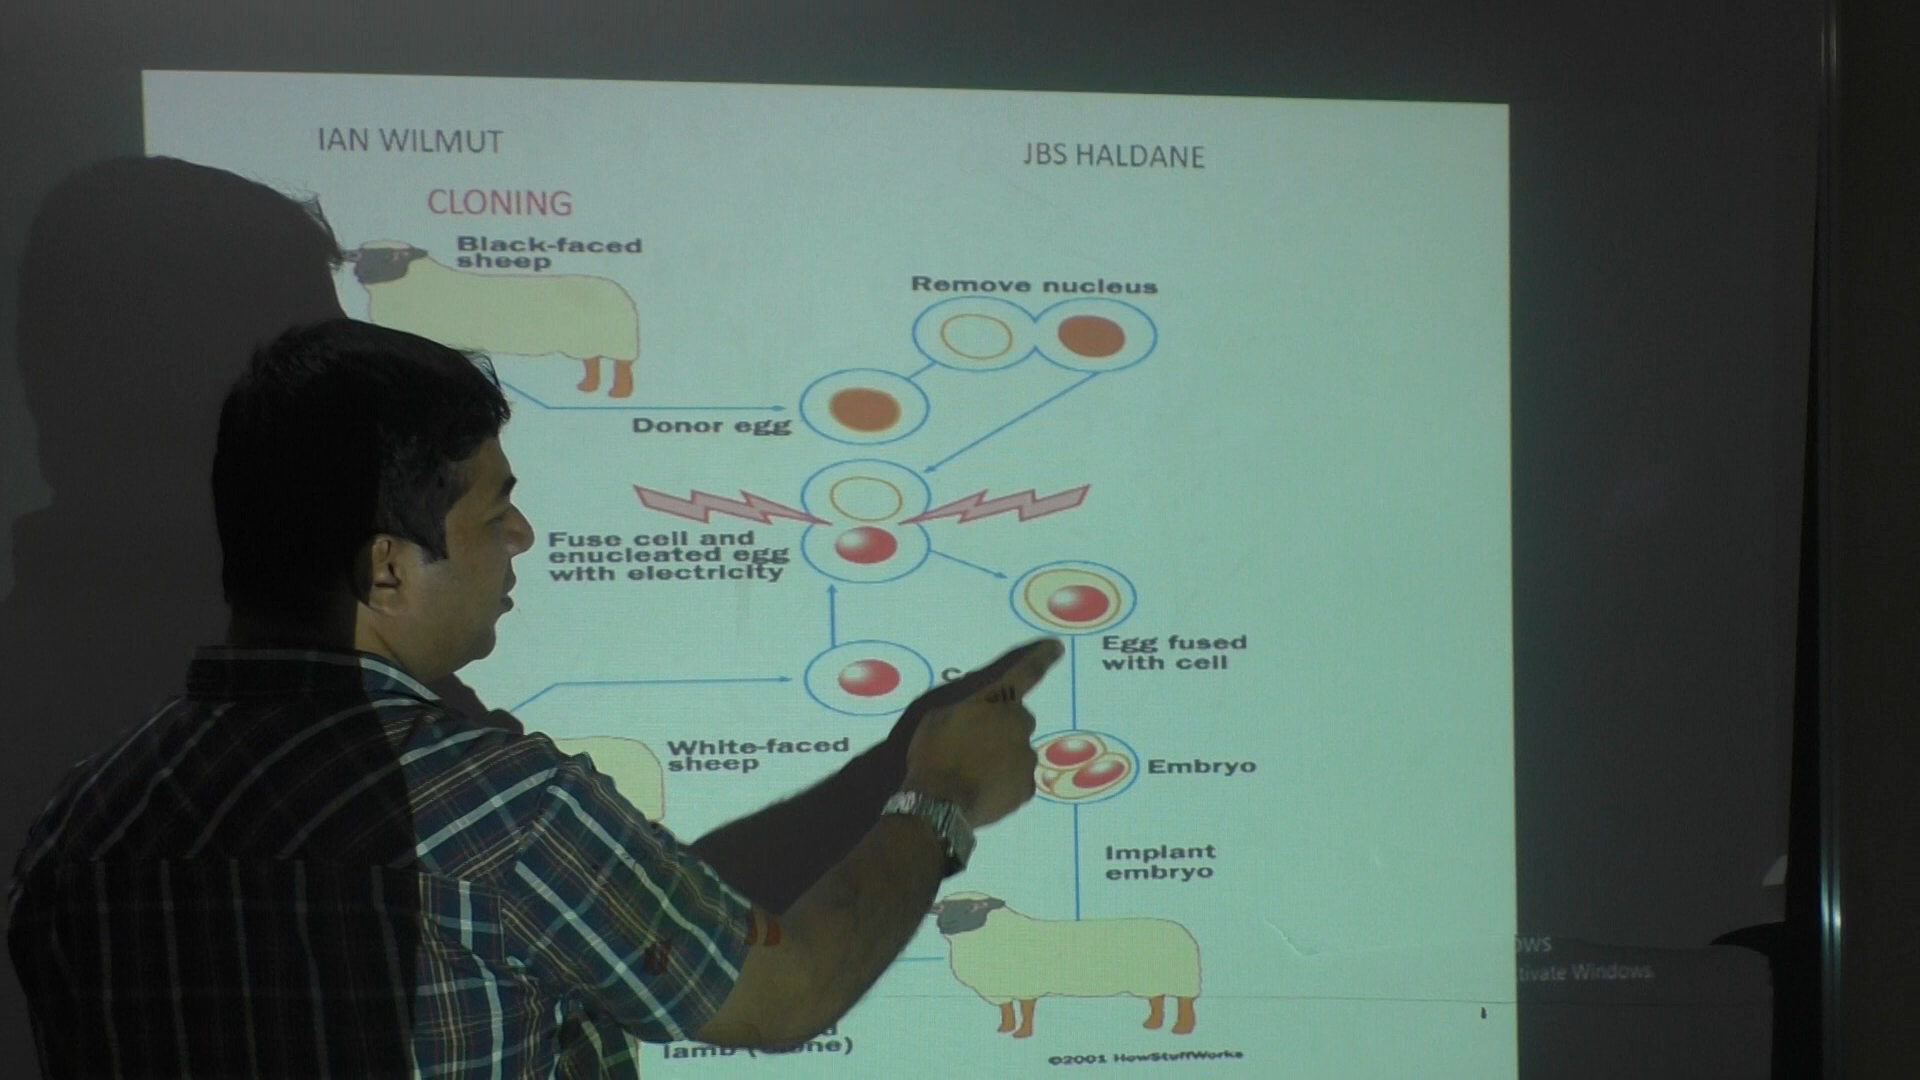 IAN WILMUT
JBS HALDANE
CLONING
Black-faced
sheep
Remove nucleus
Donor egg
Fuse cell and
enucleated egg
with electricity
Egg fused
with cell
White-faced
sheep
Embryo
Implant
embryo
lamb
©2001 HowStuffWorks
Windows